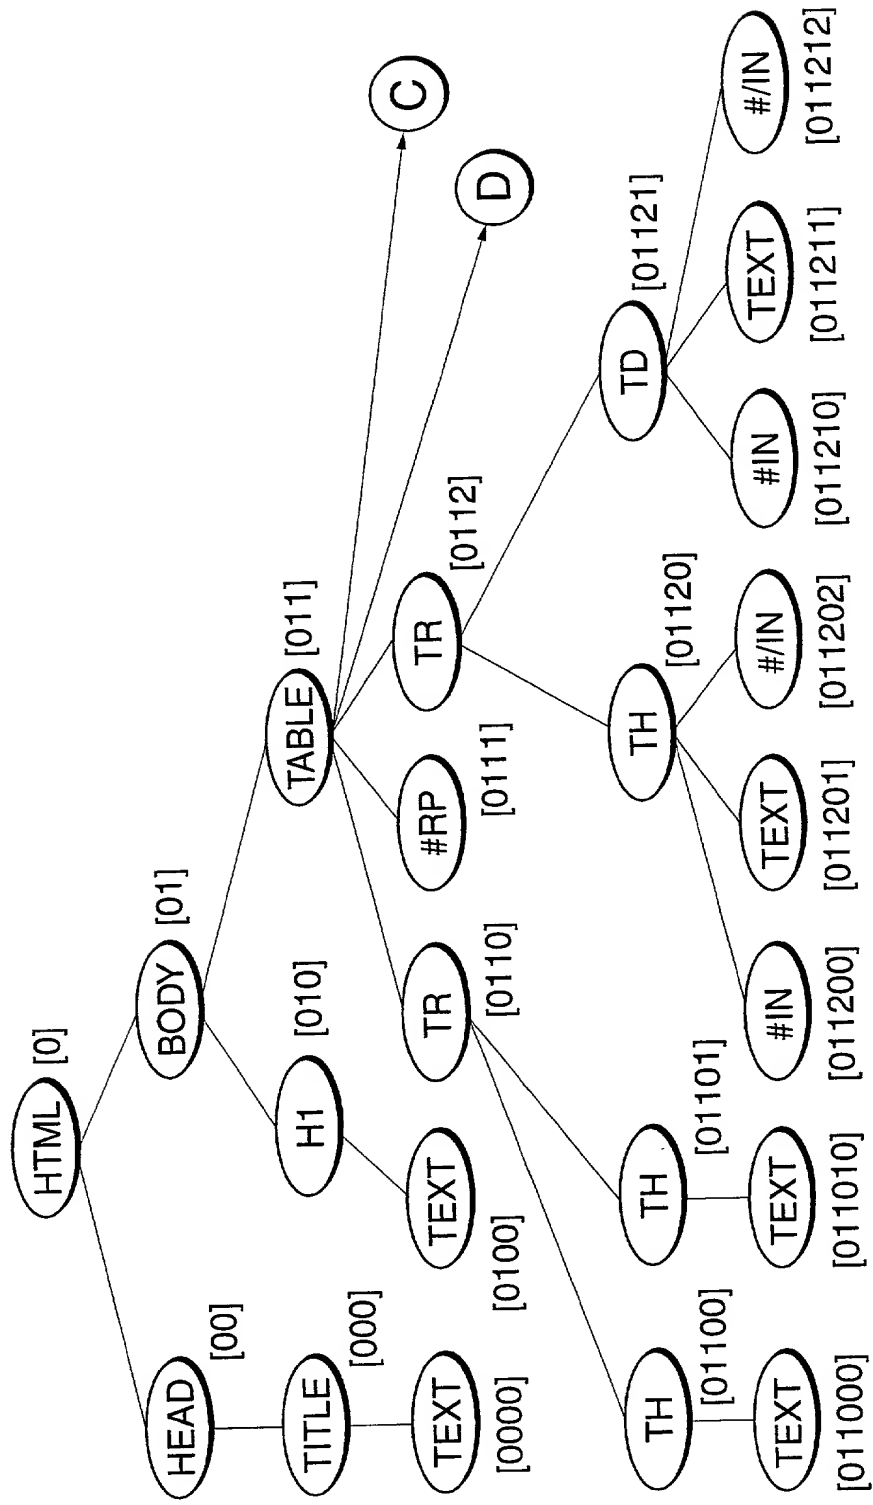 HTML [0]
HEAD [00]
BODY [01]
TITLE [000]
H1 [010]
TABLE [011]
C
D
TEXT [0000]
TEXT [0100]
TR [0110]
#RP [0111]
TR [0112]
TH [01100]
TH [01101]
TH [01120]
TD [01121]
TEXT [011000]
TEXT [011010]
#IN [011200]
TEXT [011201]
#/IN [011202]
#IN [011210]
TEXT [011211]
#/IN [011212]